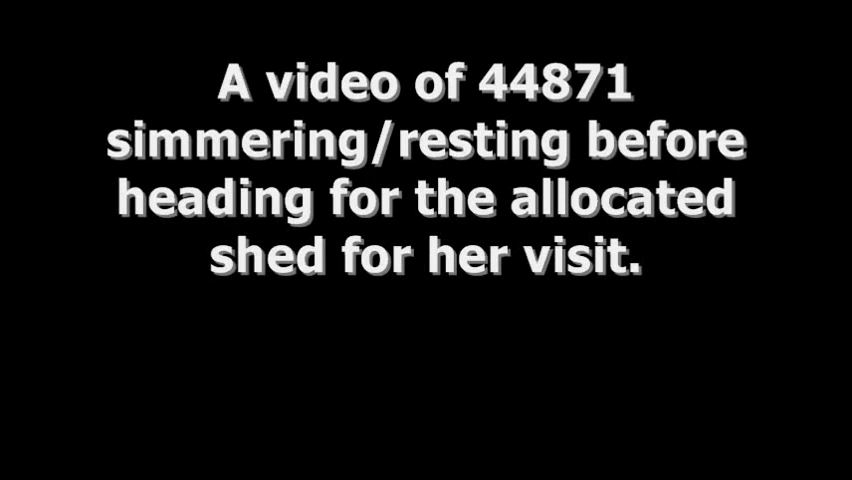 A video of 44871
simmering/resting before
heading for the allocated
shed for her visit.